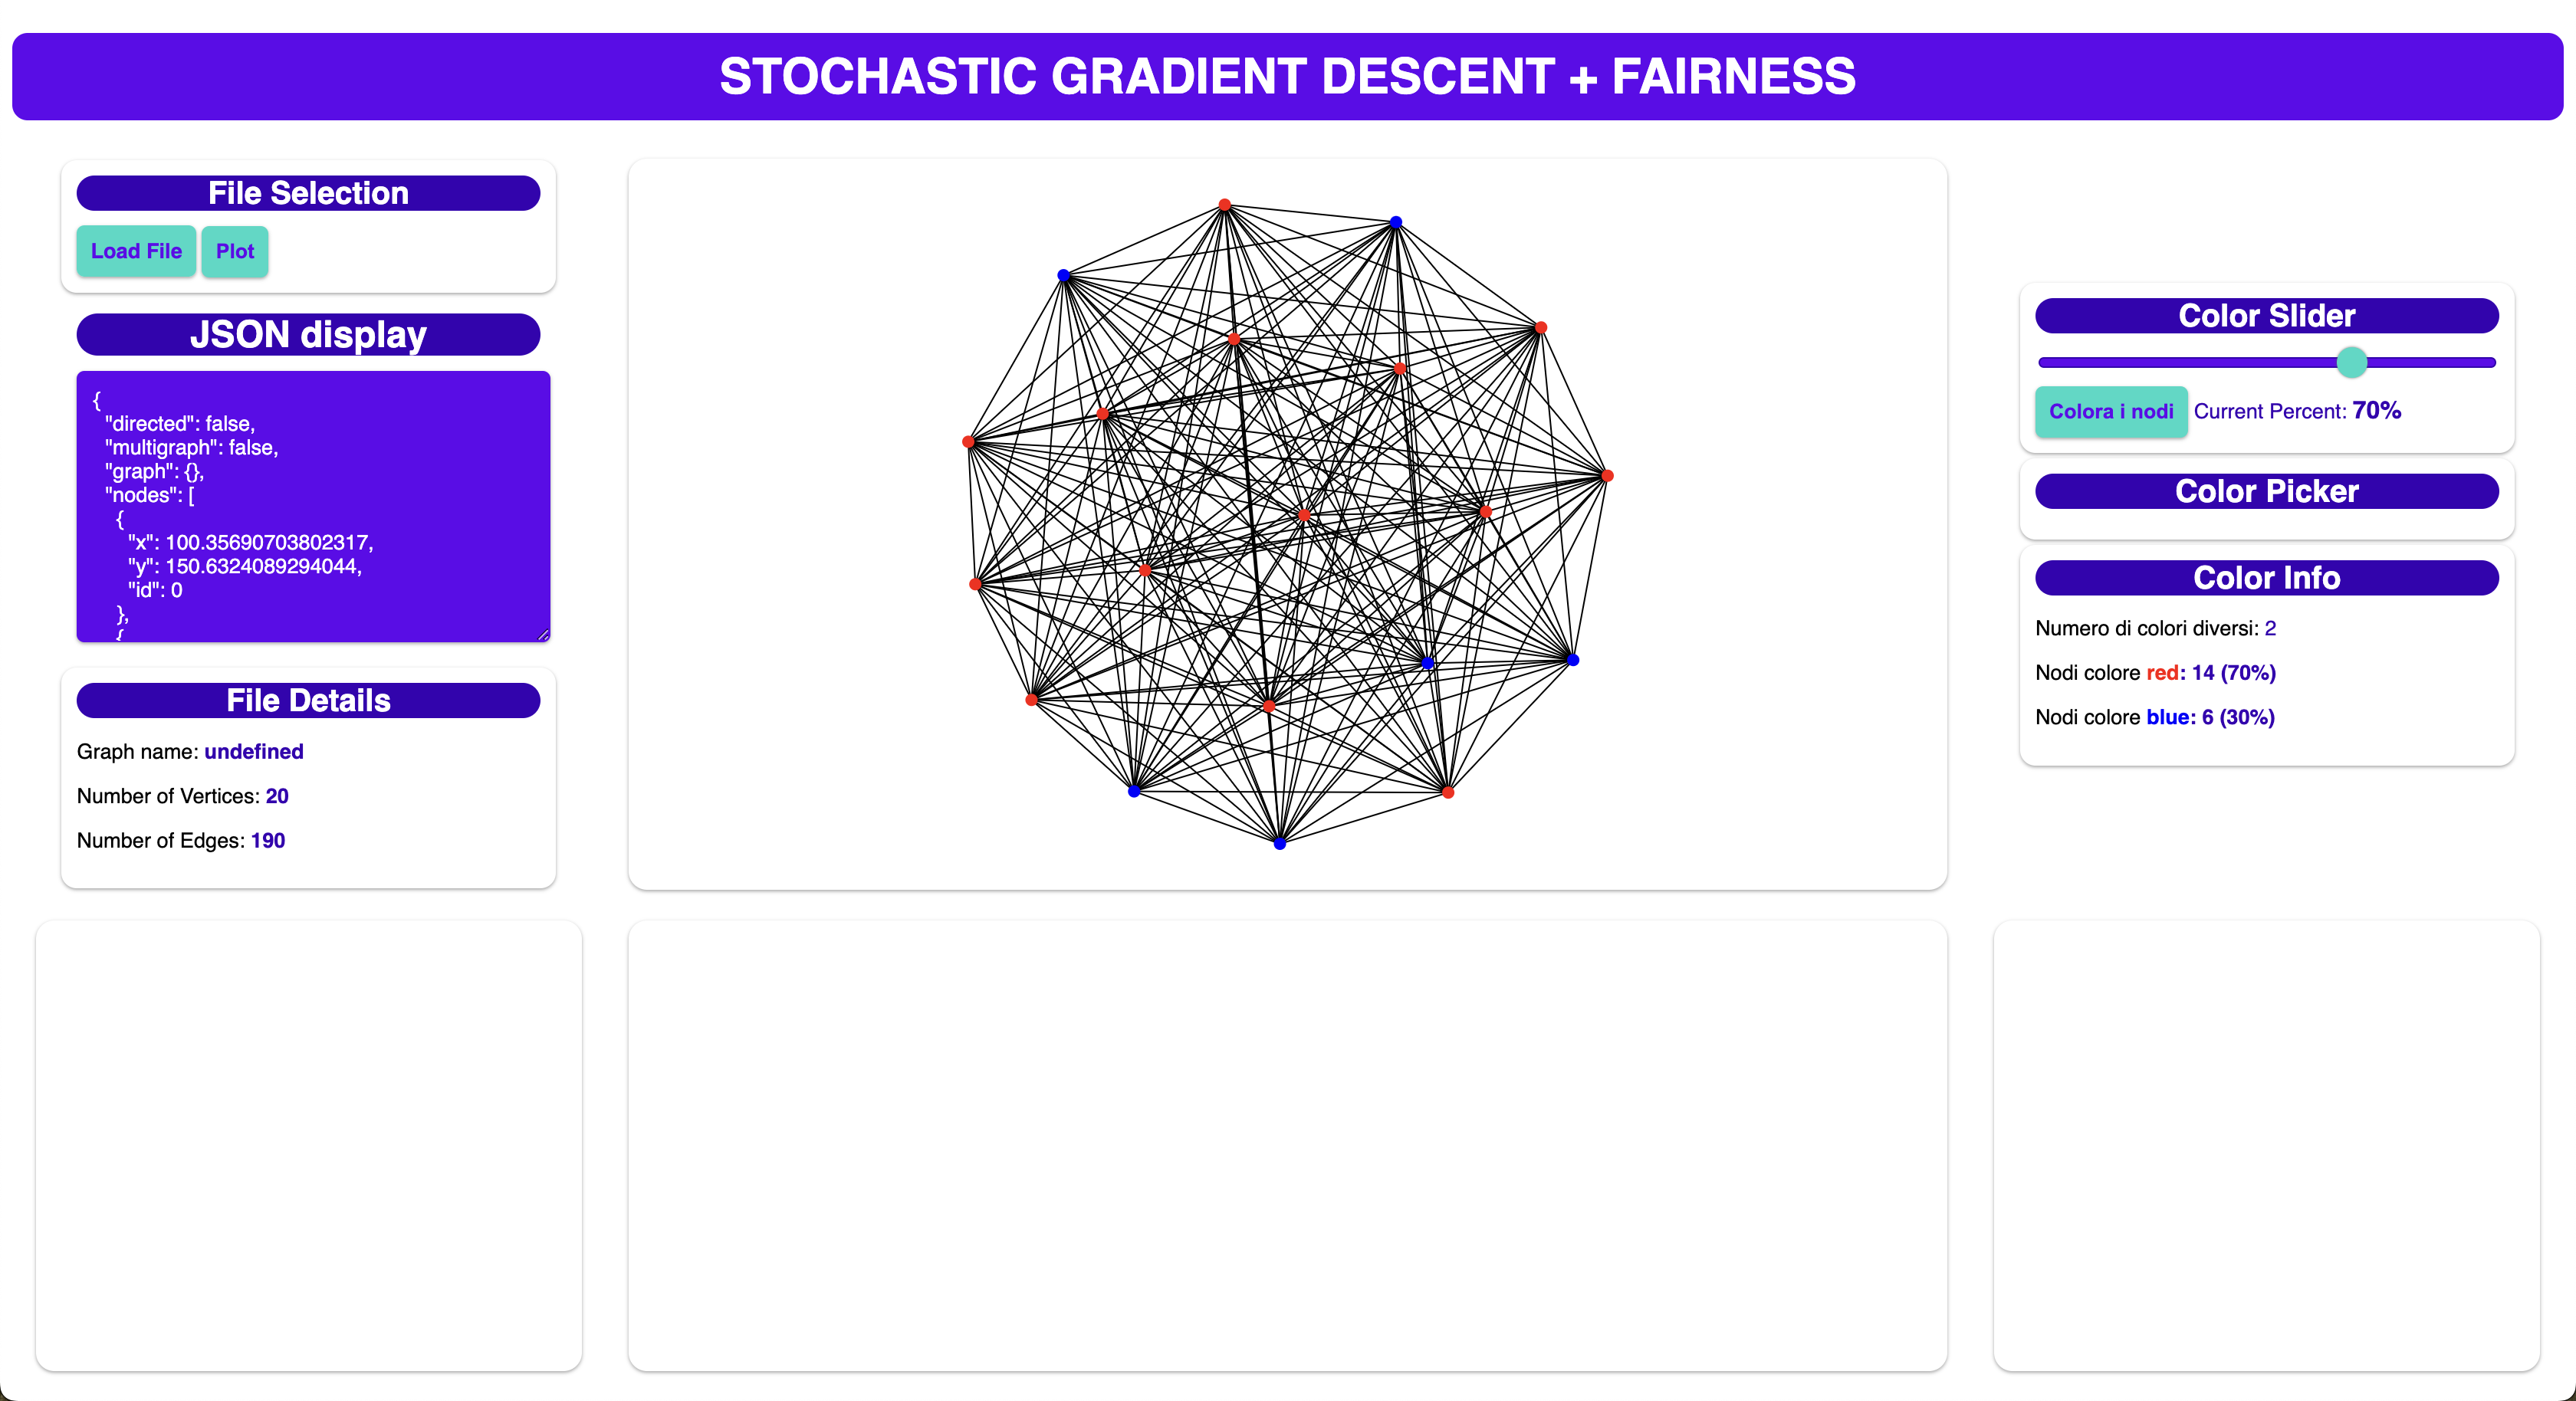 STOCHASTIC GRADIENT DESCENT + FAIRNESS
File Selection
Load File Plot
JSON display
{
"directed": false,
"multigraph": false,
"graph": {},
"nodes": [
{
"x": 100.35690703802317,
"y": 150.6324089294044,
"id": 0
},
{
File Details
Graph name: undefined
Number of Vertices: 20
Number of Edges: 190
Color Slider
Colora i nodi Current Percent: 70%
Color Picker
Color Info
Numero di colori diversi: 2
Nodi colore red: 14 (70%)
Nodi colore blue: 6 (30%)